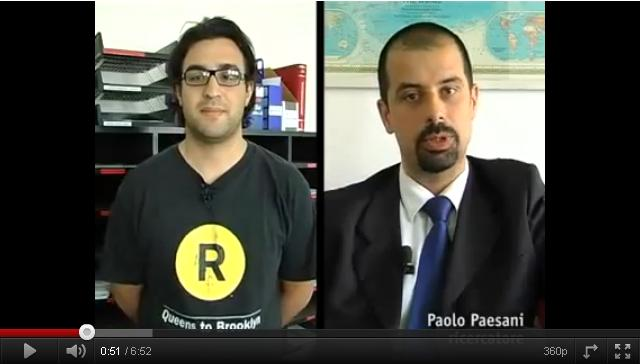 R
Queens to Brooklyn
Paolo Paesani
ricercatore
0:51 / 6:52
360p